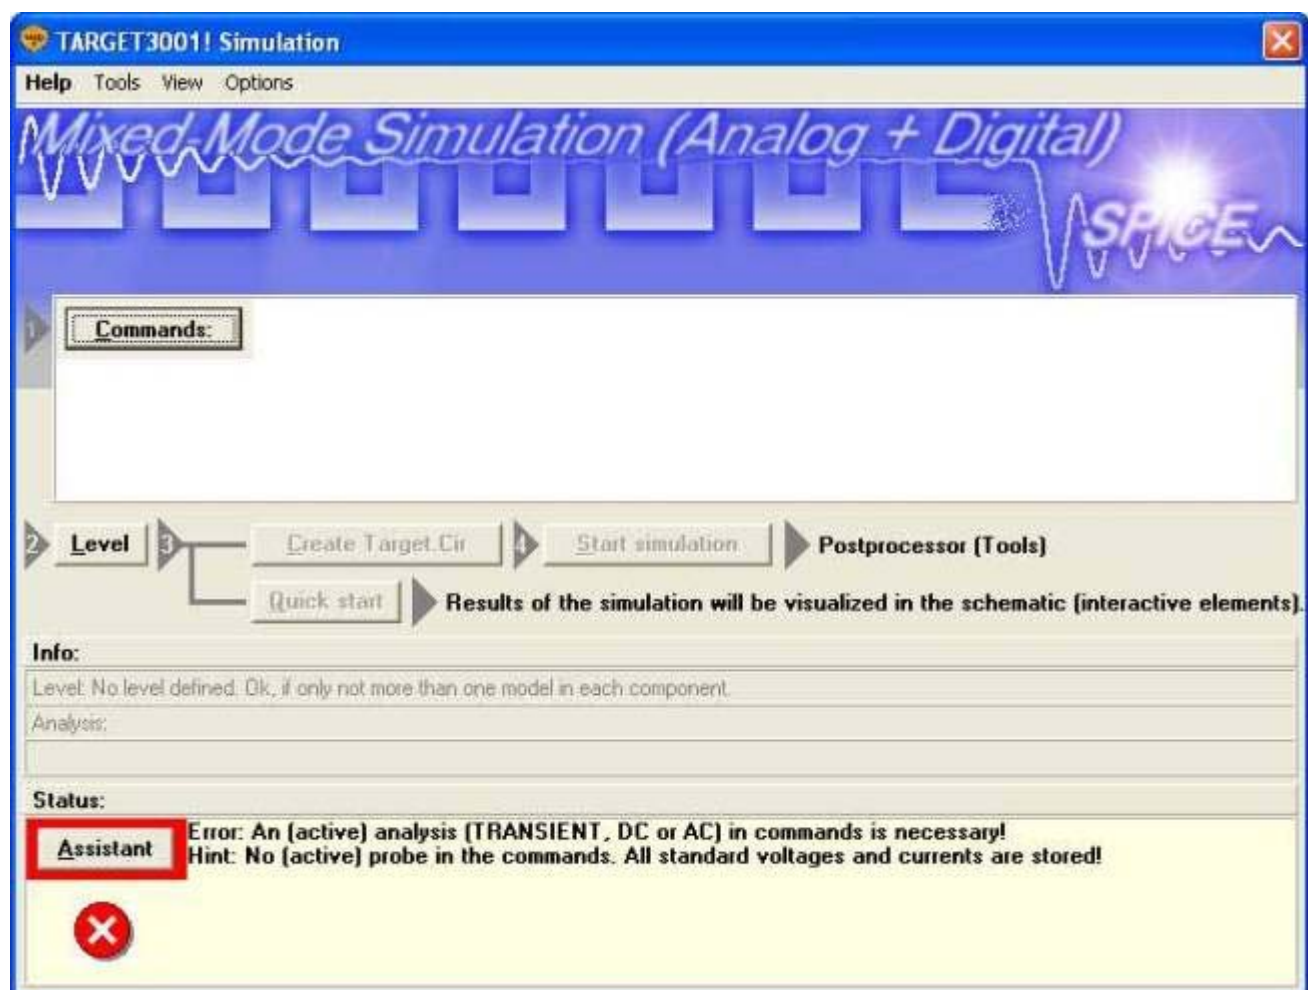 TARGET3001! Simulation
Help Tools View Options
Mixed-Mode Simulation (Analog + Digital)
SPICE
1
Commands:
2 Level 3 Create Target.Cir 4 Start simulation Postprocessor (Tools)
Quick start Results of the simulation will be visualized in the schematic (interactive elements).
Info:
Level: No level defined. Ok, if only not more than one model in each component.
Analysis:
Status:
Assistant
Error: An (active) analysis (TRANSIENT, DC or AC) in commands is necessary!
Hint: No (active) probe in the commands. All standard voltages and currents are stored!